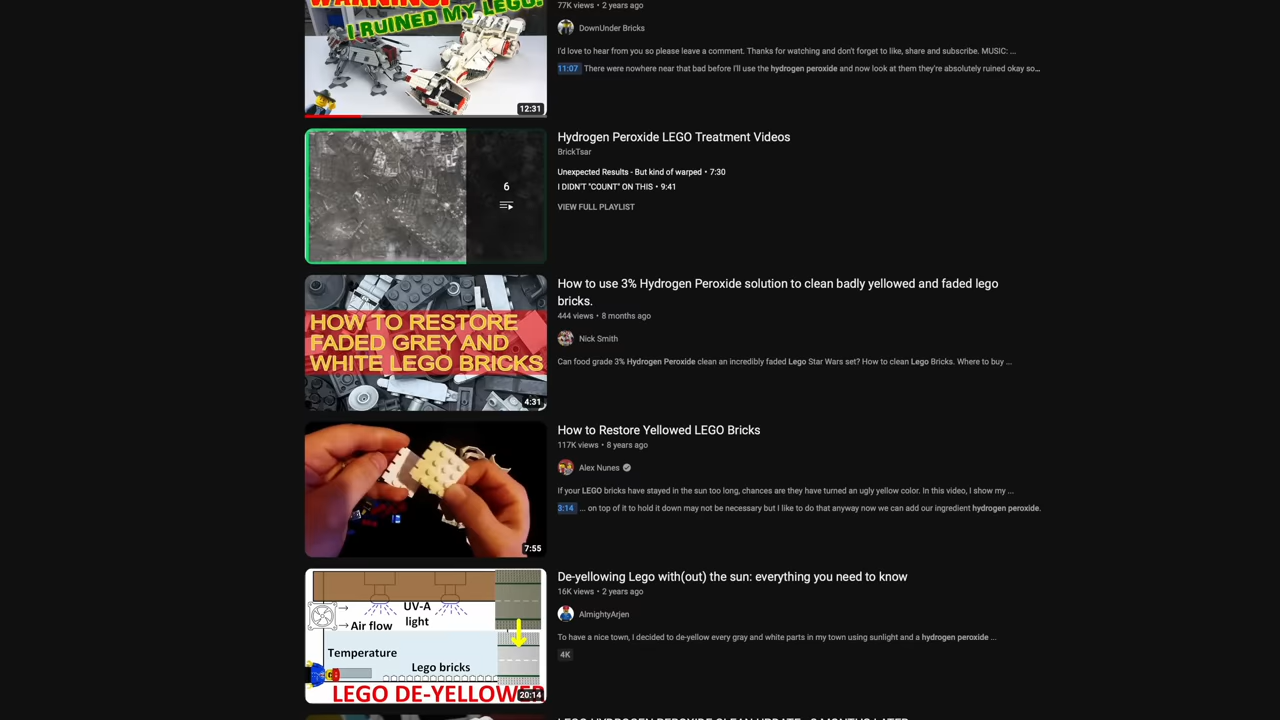 WARNING!
I RUINED MY LEGO!
12:31
77K views • 2 years ago
DownUnder Bricks
I'd love to hear from you so please leave a comment. Thanks for watching and don't forget to like, share and subscribe. MUSIC: ...
11:07 There were nowhere near that bad before I'll use the hydrogen peroxide and now look at them they're absolutely ruined okay so...
6
Hydrogen Peroxide LEGO Treatment Videos
BrickTsar
Unexpected Results - But kind of warped • 7:30
I DIDN'T "COUNT" ON THIS • 9:41
VIEW FULL PLAYLIST
HOW TO RESTORE
FADED GREY AND
WHITE LEGO BRICKS
4:31
How to use 3% Hydrogen Peroxide solution to clean badly yellowed and faded lego
bricks.
444 views • 8 months ago
Nick Smith
Can food grade 3% Hydrogen Peroxide clean an incredibly faded Lego Star Wars set? How to clean Lego Bricks. Where to buy ...
7:55
How to Restore Yellowed LEGO Bricks
117K views • 8 years ago
Alex Nunes
If your LEGO bricks have stayed in the sun too long, chances are they have turned an ugly yellow color. In this video, I show my ...
3:14 ... on top of it to hold it down may not be necessary but I like to do that anyway now we can add our ingredient hydrogen peroxide.
UV-A
light
Air flow
Temperature
Lego bricks
LEGO DE-YELLOWER
20:14
De-yellowing Lego with(out) the sun: everything you need to know
16K views • 2 years ago
AlmightyArjen
To have a nice town, I decided to de-yellow every gray and white parts in my town using sunlight and a hydrogen peroxide ...
4K
LEGO HYDROGEN PEROXIDE CLEAN UPDATE - 8 MONTHS LATER